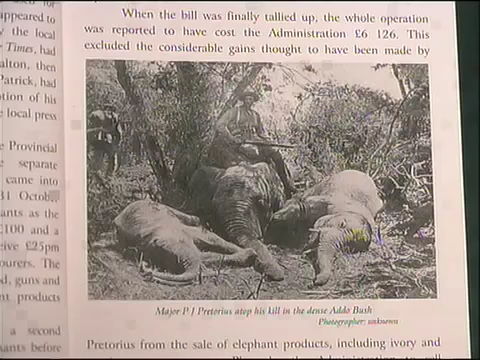 appeared to
y the local
Times, had
alton, then
Patrick, had
tion of his
e local press
e Provincial
separate
came into
31 Octob
ants as the
£100 and a
eive £25pm
ourers. The
d, guns and
nt products
a second
ants before
When the bill was finally tallied up, the whole operation
was reported to have cost the Administration £6 126. This
excluded the considerable gains thought to have been made by
Major P J Pretorius atop his kill in the dense Addo Bush
Photographer: unknown
Pretorius from the sale of elephant products, including ivory and